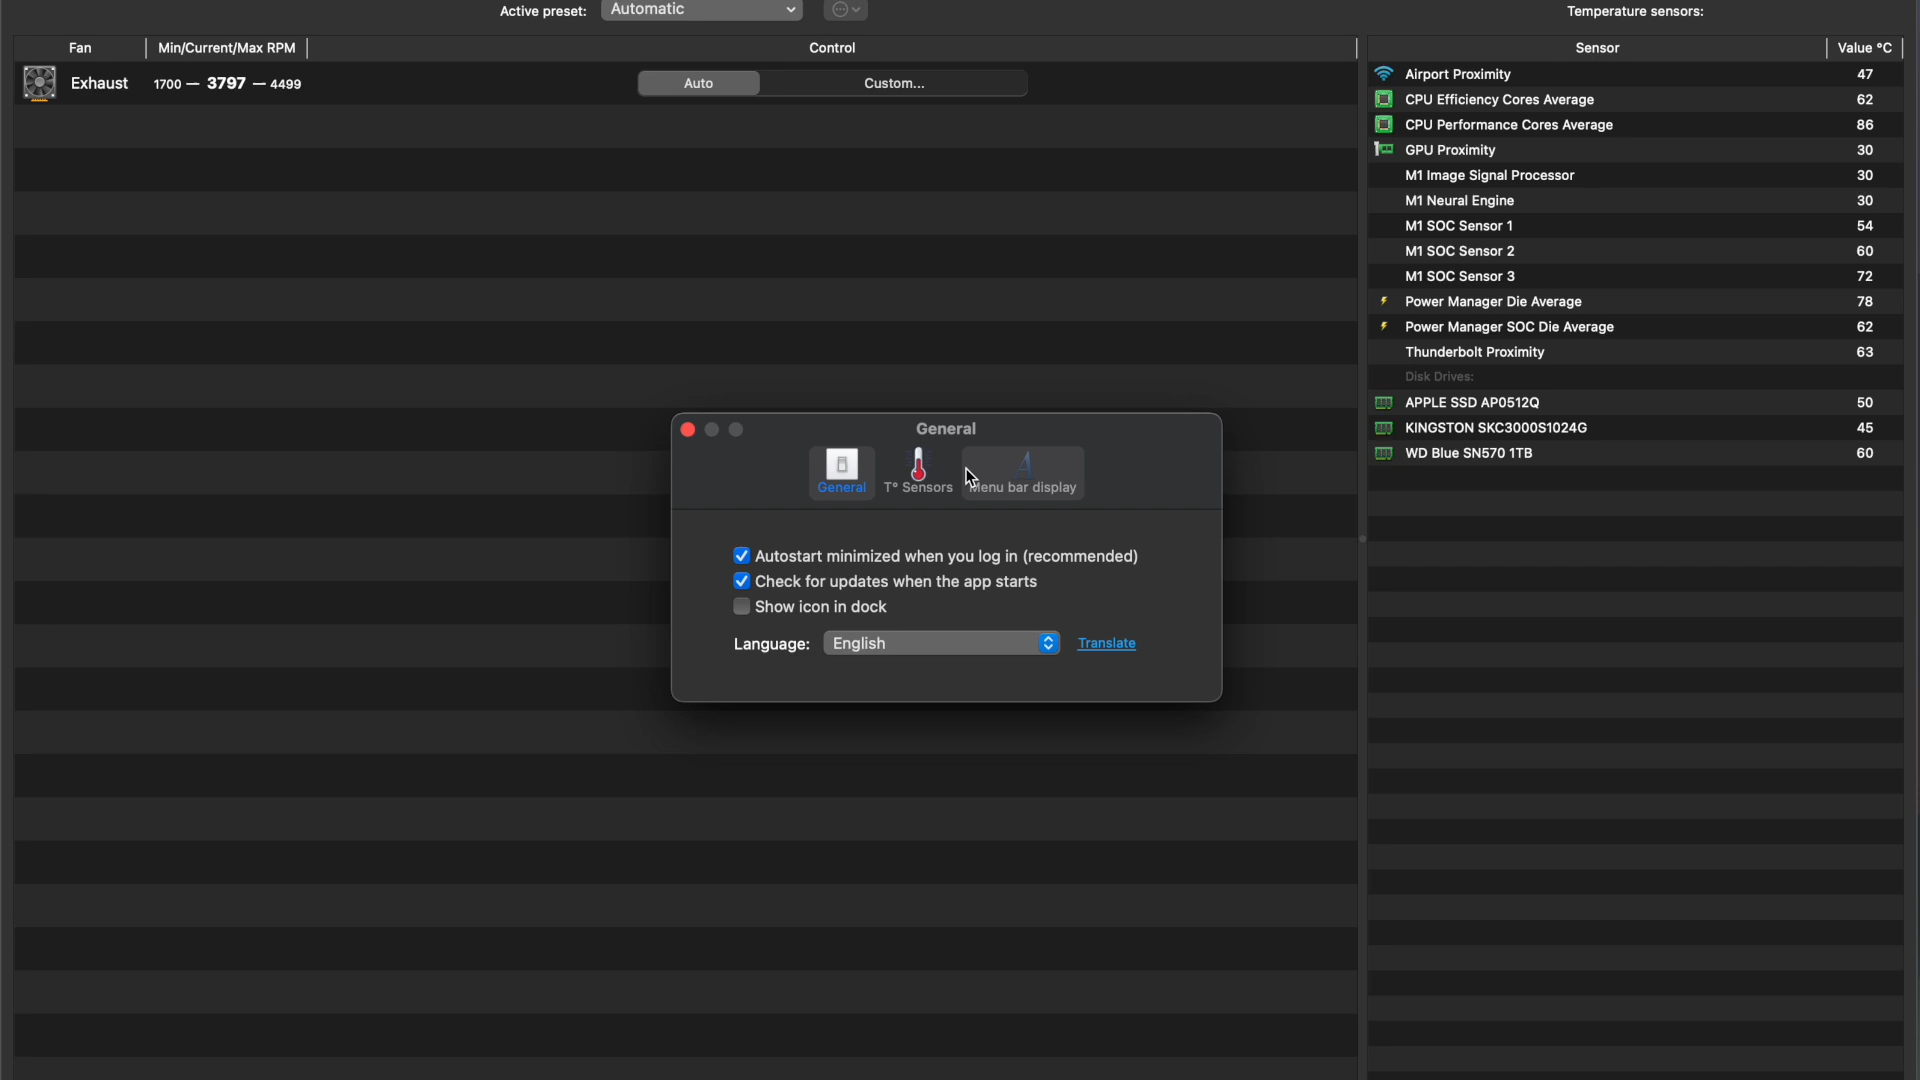 Active preset: Automatic
Temperature sensors:
Fan Min/Current/Max RPM Control
Exhaust 1700 — 3797 — 4499 Auto Custom...
Sensor Value °C
Airport Proximity 47
CPU Efficiency Cores Average 62
CPU Performance Cores Average 86
GPU Proximity 30
M1 Image Signal Processor 30
M1 Neural Engine 30
M1 SOC Sensor 1 54
M1 SOC Sensor 2 60
M1 SOC Sensor 3 72
Power Manager Die Average 78
Power Manager SOC Die Average 62
Thunderbolt Proximity 63
Disk Drives:
APPLE SSD AP0512Q 50
KINGSTON SKC3000S1024G 45
WD Blue SN570 1TB 60
General
General T° Sensors Menu bar display
Autostart minimized when you log in (recommended)
Check for updates when the app starts
Show icon in dock
Language: English Translate